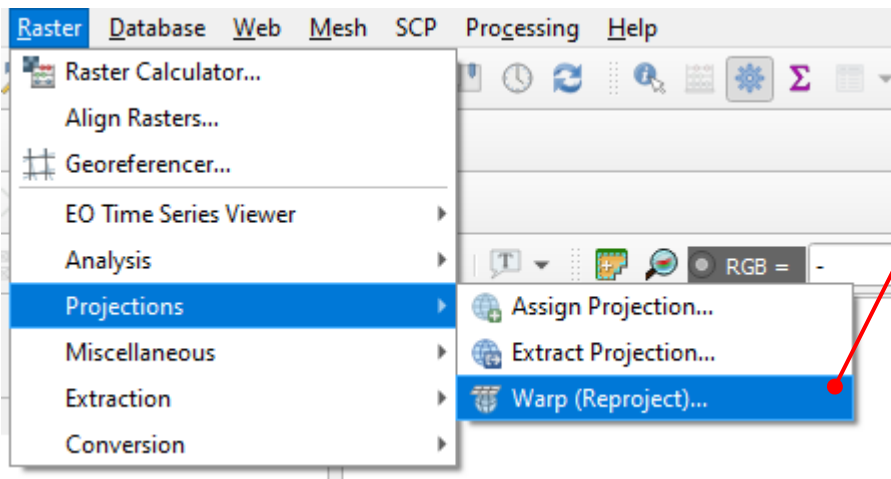 Raster Database Web Mesh SCP Processing Help
Raster Calculator...
Align Rasters...
Georeferencer...
EO Time Series Viewer
Analysis
Projections
Miscellaneous
Extraction
Conversion
T
RGB = -
Assign Projection...
Extract Projection...
Warp (Reproject)...